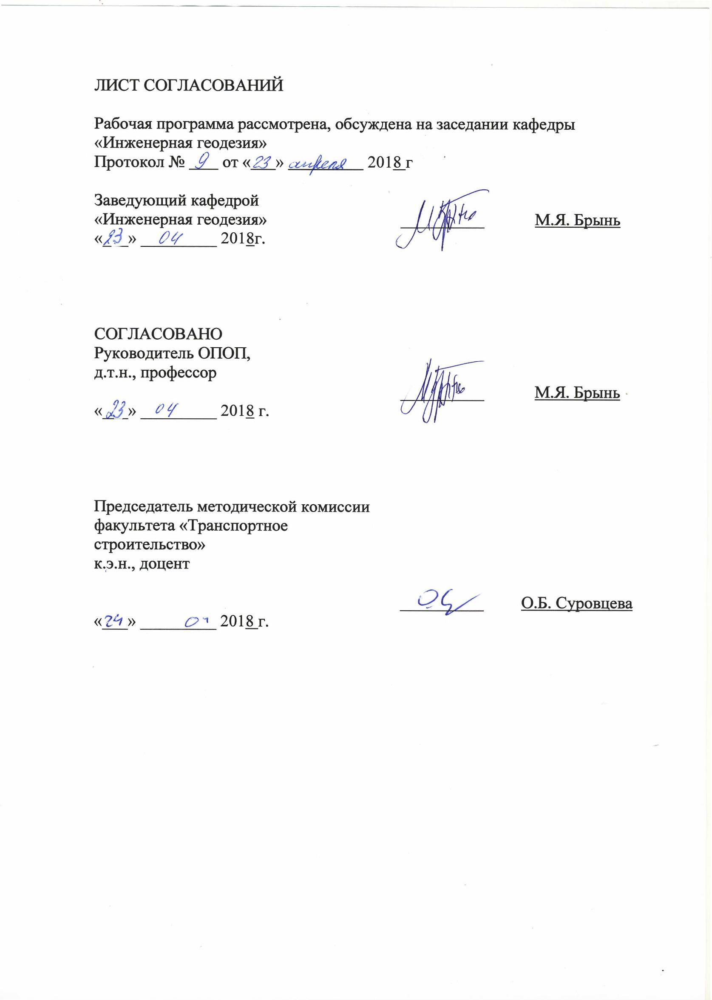 ЛИСТ СОГЛАСОВАНИЙ
Рабочая программа рассмотрена, обсуждена на заседании кафедры
«Инженерная геодезия»
Протокол № 9 от «23» апреля 2018 г
Заведующий кафедрой
«Инженерная геодезия» М.Я. Брынь
«23» 04 2018г.
СОГЛАСОВАНО
Руководитель ОПОП,
д.т.н., профессор
М.Я. Брынь
«23» 04 2018 г.
Председатель методической комиссии
факультета «Транспортное
строительство»
к.э.н., доцент
О.Б. Суровцева
«24» 2018 г.